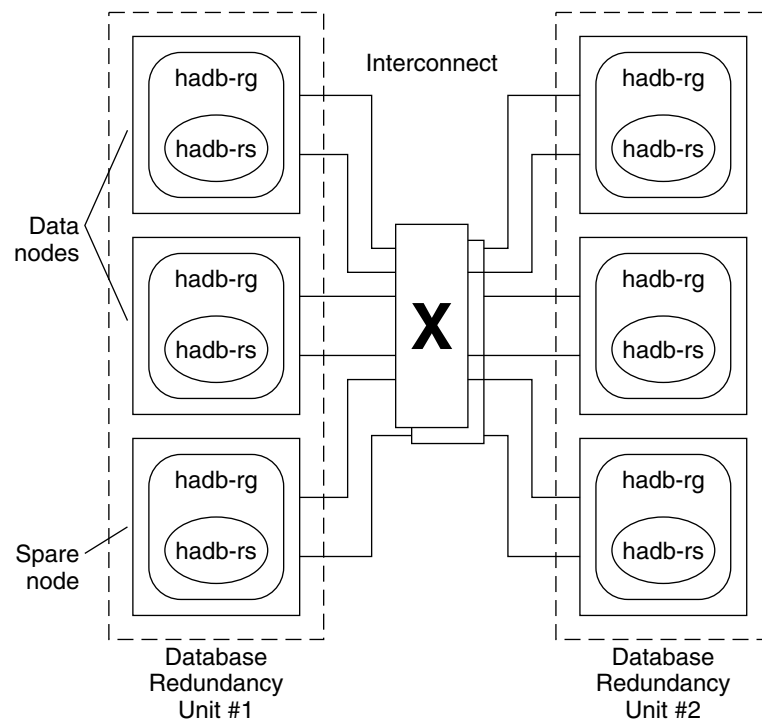 Interconnect
hadb-rg
hadb-rs
hadb-rg
hadb-rs
Data
nodes
hadb-rg
hadb-rs
X
hadb-rg
hadb-rs
hadb-rg
hadb-rs
hadb-rg
hadb-rs
Spare
node
Database
Redundancy
Unit #1
Database
Redundancy
Unit #2